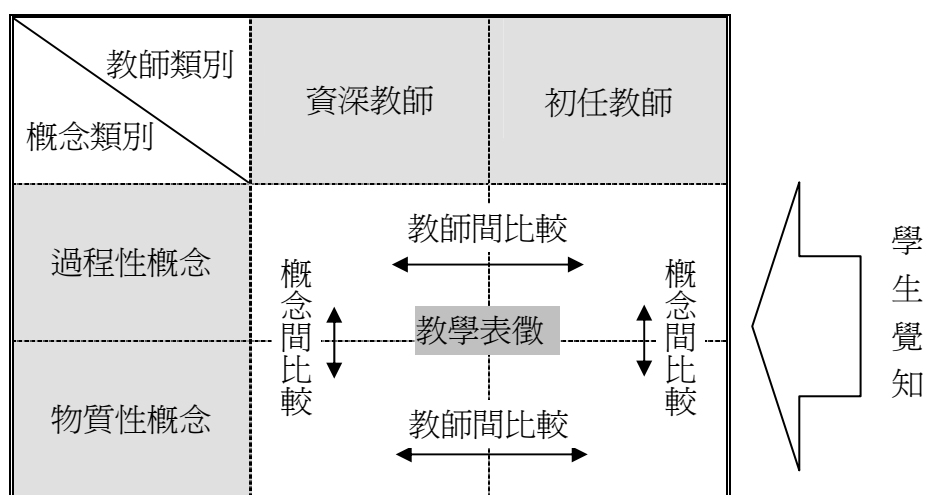 教師類別
概念類別
資深教師
初任教師
過程性概念
教師間比較
概念間比較
教學表徵
概念間比較
物質性概念
教師間比較
學生覺知